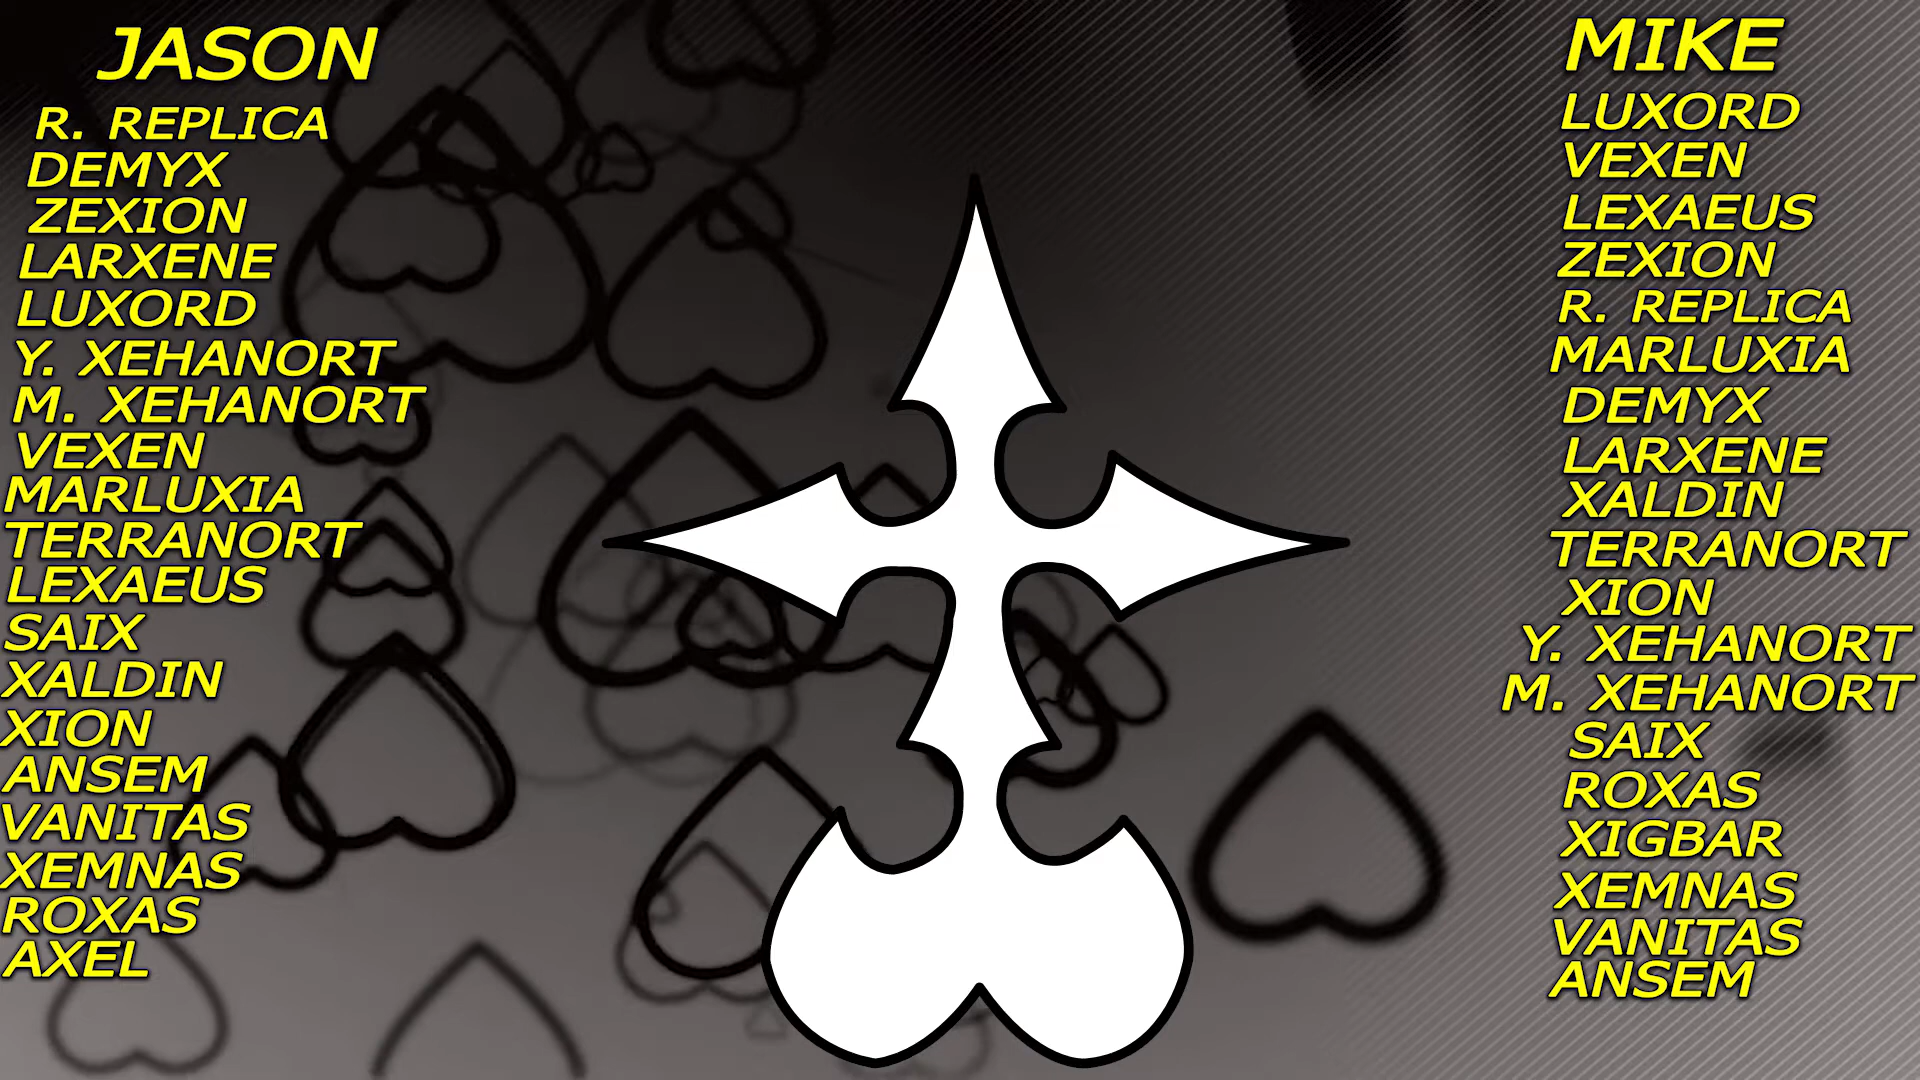 JASON
R. REPLICA
DEMYX
ZEXION
LARXENE
LUXORD
Y. XEHANORT
M. XEHANORT
VEXEN
MARLUXIA
TERRANORT
LEXAEUS
SAIX
XALDIN
XION
ANSEM
VANITAS
XEMNAS
ROXAS
AXEL
MIKE
LUXORD
VEXEN
LEXAEUS
ZEXION
R. REPLICA
MARLUXIA
DEMYX
LARXENE
XALDIN
TERRANORT
XION
Y. XEHANORT
M. XEHANORT
SAIX
ROXAS
XIGBAR
XEMNAS
VANITAS
ANSEM